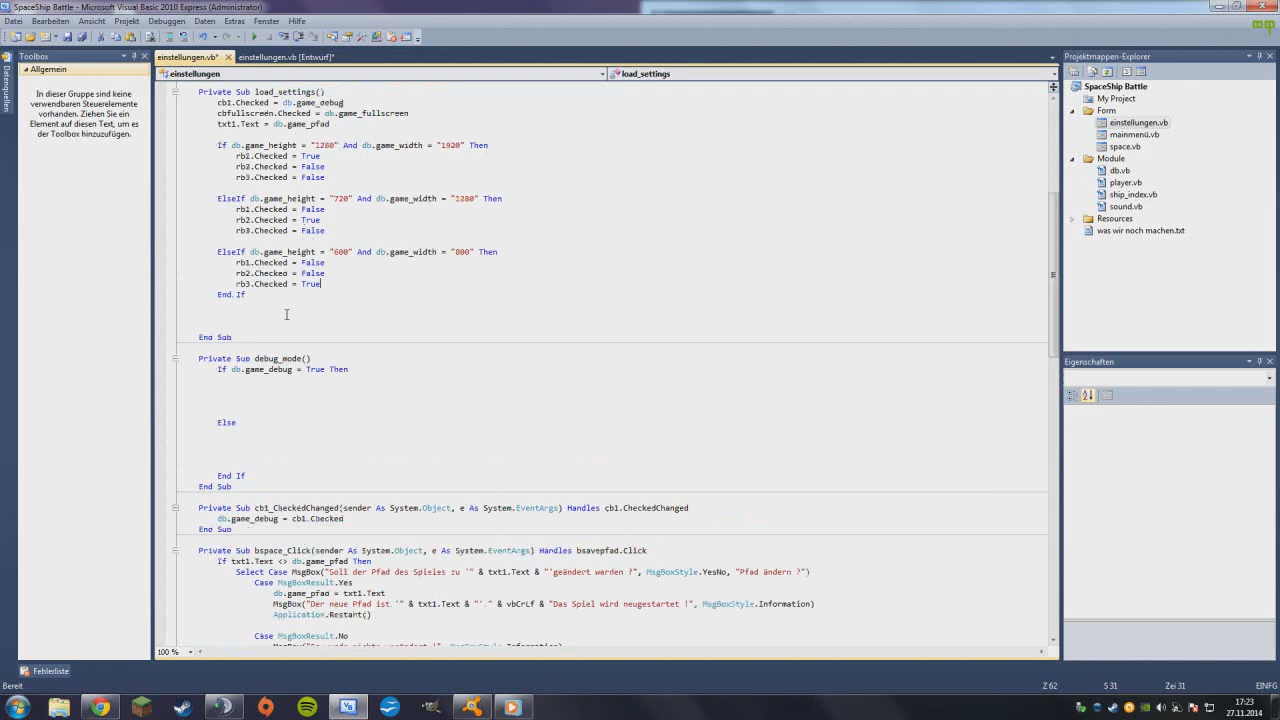 SpaceShip Battle - Microsoft Visual Basic 2010 Express (Administrator)
Datei Bearbeiten Ansicht Projekt Debuggen Daten Extras Fenster Hilfe
Toolbox
Allgemein
In dieser Gruppe sind keine
verwendbaren Steuerelemente
vorhanden. Ziehen Sie ein
Element auf diesen Text, um es
der Toolbox hinzuzufügen.
Datenquellen
einstellungen.vb* einstellungen.vb [Entwurf]*
einstellungen load_settings
Private Sub load_settings()
cb1.Checked = db.game_debug
cbfullscreen.Checked = db.game_fullscreen
txt1.Text = db.game_pfad
If db.game_height = "1280" And db.game_width = "1920" Then
rb1.Checked = True
rb2.Checked = False
rb3.Checked = False
ElseIf db.game_height = "720" And db.game_width = "1280" Then
rb1.Checked = False
rb2.Checked = True
rb3.Checked = False
ElseIf db.game_height = "600" And db.game_width = "800" Then
rb1.Checked = False
rb2.Checked = False
rb3.Checked = True
End If
End Sub
Private Sub debug_mode()
If db.game_debug = True Then
Else
End If
End Sub
Private Sub cb1_CheckedChanged(sender As System.Object, e As System.EventArgs) Handles cb1.CheckedChanged
db.game_debug = cb1.Checked
End Sub
Private Sub bspace_Click(sender As System.Object, e As System.EventArgs) Handles bsavepfad.Click
If txt1.Text <> db.game_pfad Then
Select Case MsgBox("Soll der Pfad des Spieles zu '" & txt1.Text & "'geändert werden ?", MsgBoxStyle.YesNo, "Pfad ändern ?")
Case MsgBoxResult.Yes
db.game_pfad = txt1.Text
MsgBox("Der neue Pfad ist '" & txt1.Text & "'." & vbCrLf & "Das Spiel wird neugestartet !", MsgBoxStyle.Information)
Application.Restart()
Case MsgBoxResult.No
100 %
Projektmappen-Explorer
SpaceShip Battle
My Project
Form
einstellungen.vb
mainmenü.vb
space.vb
Module
db.vb
player.vb
ship_index.vb
sound.vb
Resources
was wir noch machen.txt
Eigenschaften
Fehlerliste
Bereit Z 62 S 31 Zei 31 EINFG
17:23
27.11.2014